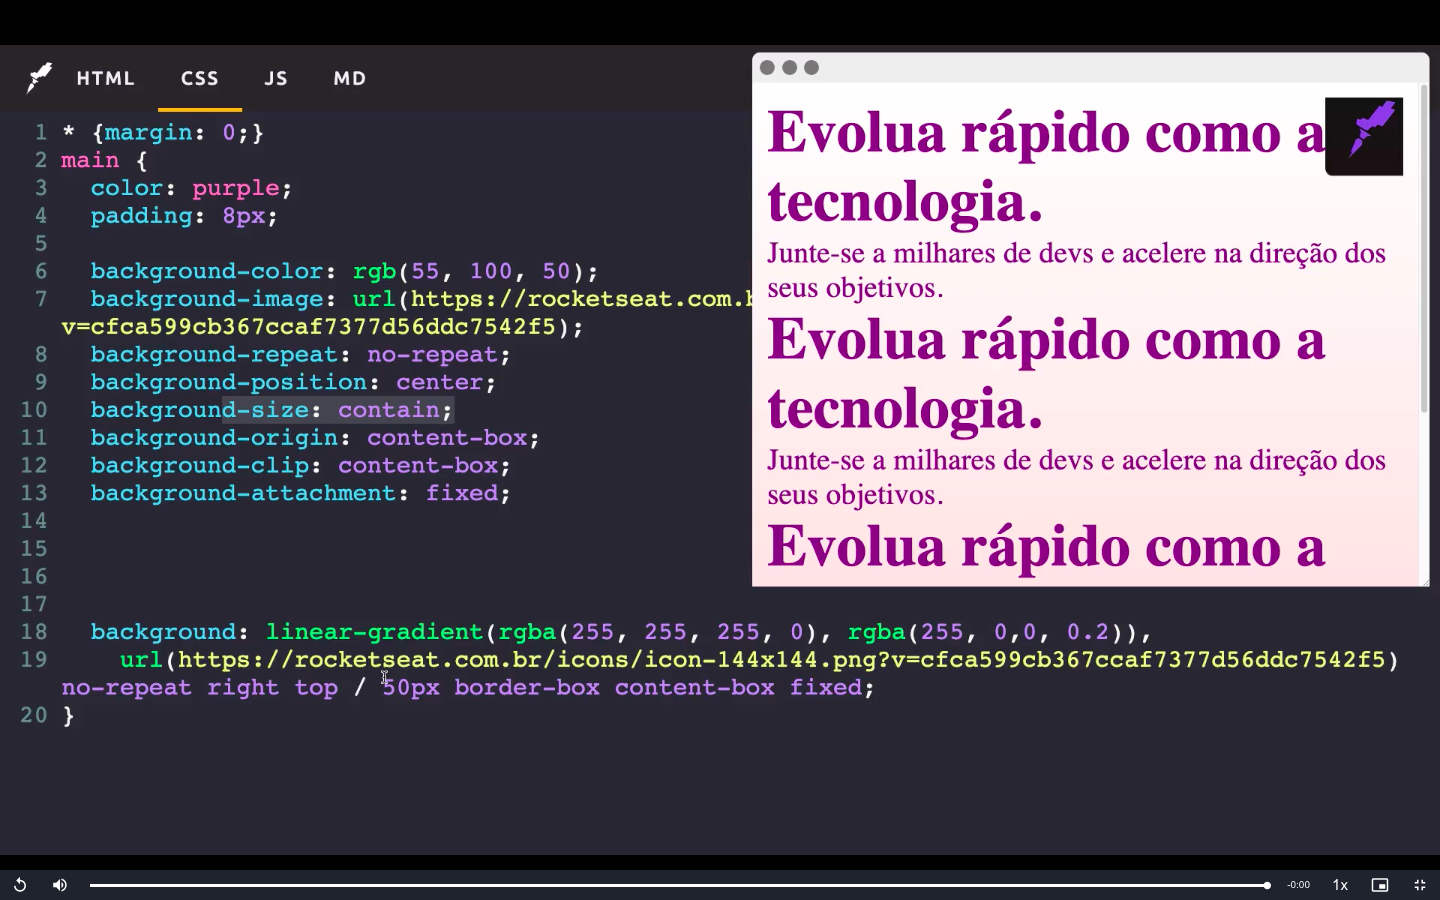 HTML CSS JS MD
1 * {margin: 0;}
2 main {
3 color: purple;
4 padding: 8px;
5
6 background-color: rgb(55, 100, 50);
7 background-image: url(https://rocketseat.com.b
v=cfca599cb367ccaf7377d56ddc7542f5);
8 background-repeat: no-repeat;
9 background-position: center;
10 background-size: contain;
11 background-origin: content-box;
12 background-clip: content-box;
13 background-attachment: fixed;
14
15
16
17
18 background: linear-gradient(rgba(255, 255, 255, 0), rgba(255, 0,0, 0.2)),
19 url(https://rocketseat.com.br/icons/icon-144x144.png?v=cfca599cb367ccaf7377d56ddc7542f5)
no-repeat right top / 50px border-box content-box fixed;
20 }
Evolua rápido como a
tecnologia.
Junte-se a milhares de devs e acelere na direção dos
seus objetivos.
Evolua rápido como a
tecnologia.
Junte-se a milhares de devs e acelere na direção dos
seus objetivos.
Evolua rápido como a
-0:00 1x